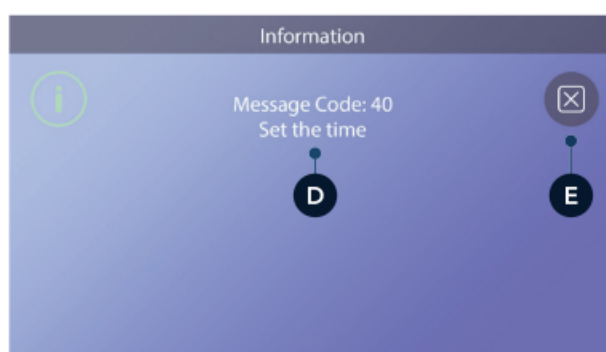 Information
i
Message Code: 40
Set the time
D
E